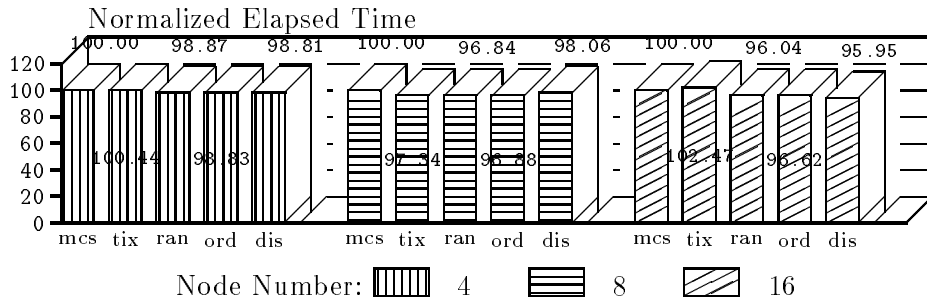 Normalized Elapsed Time
100.00 98.87 98.81 100.00 96.84 98.06 100.00 96.04 95.95
120
100
80
60
40
20
0
100.44 98.83 97.34 96.88 102.47 96.62
mcs tix ran ord dis mcs tix ran ord dis mcs tix ran ord dis
Node Number: 4 8 16